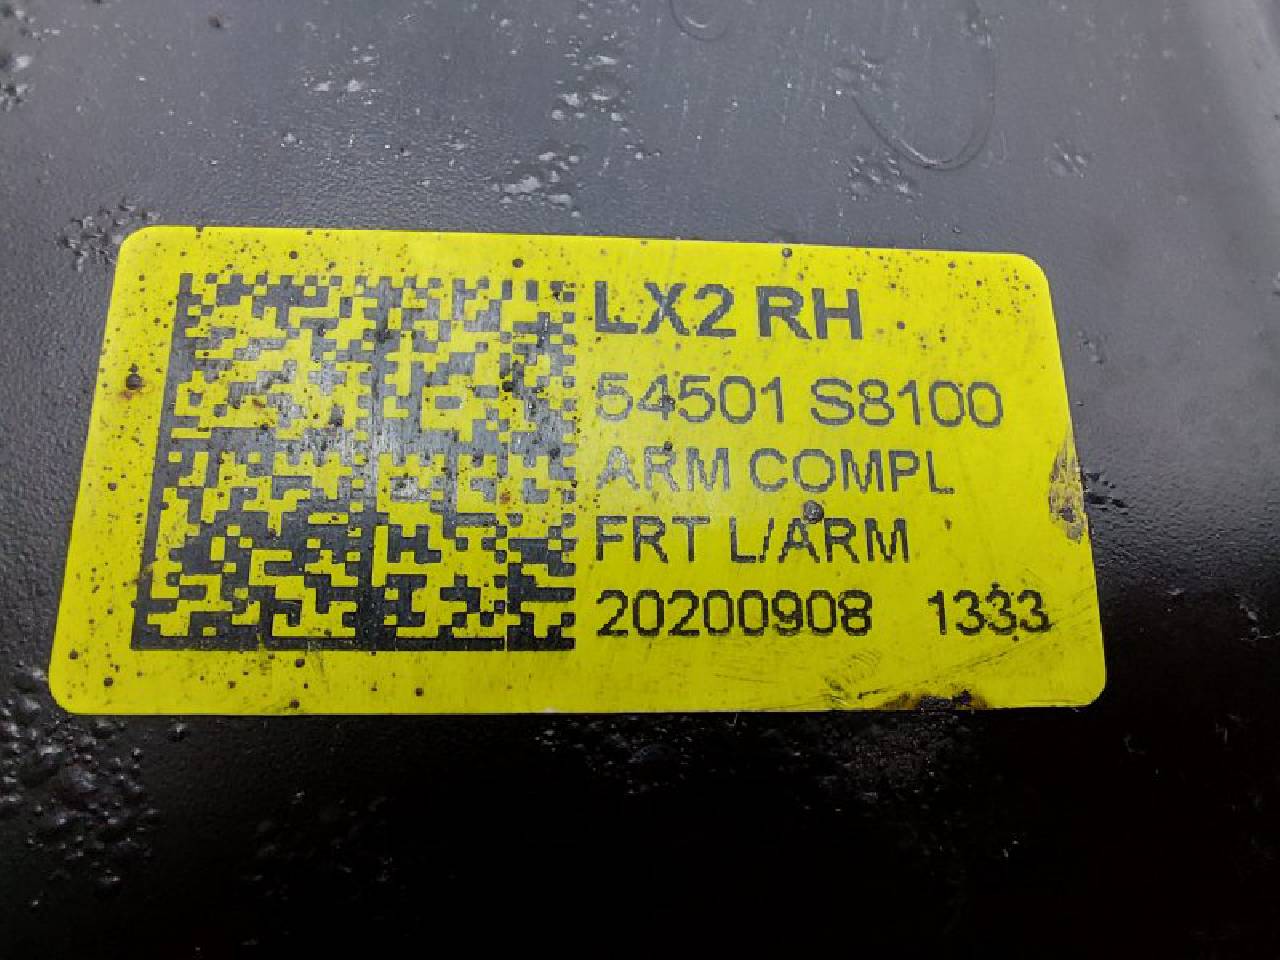 LX2 RH
54501 S8100
ARM COMPL
FRT L/ARM
20200908 1333